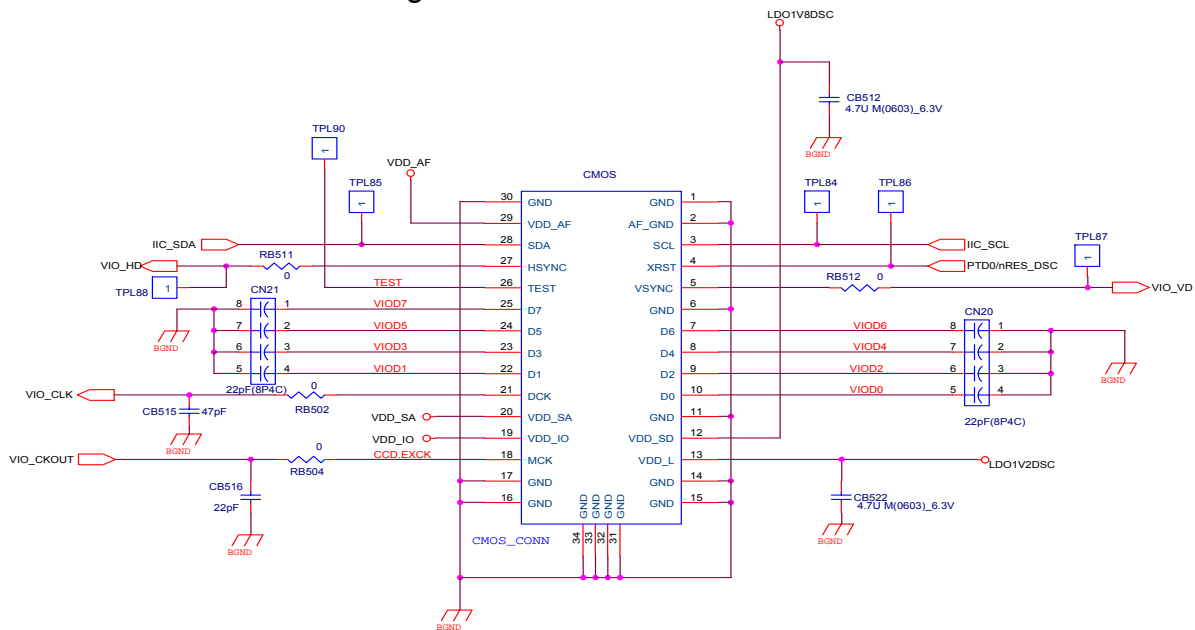 g
LDO1V8DSC
CB512
4.7U M(0603)_6.3V
BGND
TPL90
1
TPL85
1
VDD_AF
CMOS
TPL84
1
TPL86
1
TPL87
1
30 GND GND 1
29 VDD_AF AF_GND 2
IIC_SDA 28 SDA SCL 3 IIC_SCL
VIO_HD RB511 0 27 HSYNC XRST 4 PTD0/nRES_DSC
TPL88 1
TEST 26 TEST VSYNC 5 RB512 0 VIO_VD
CN21
8 1 VIOD7 25 D7 GND 6
BGND
7 2 VIOD5 24 D5 D6 7 VIOD6 8 1
CN20
6 3 VIOD3 23 D3 D4 8 VIOD4 7 2
5 4 VIOD1 22 D1 D2 9 VIOD2 6 3
BGND
22pF(8P4C)
VIO_CLK 0 21 DCK D0 10 VIOD0 5 4
RB502
CB515 47pF
BGND
VDD_SA 20 VDD_SA GND 11
22pF(8P4C)
VDD_IO 19 VDD_IO VDD_SD 12
VIO_CKOUT 0 CCD.EXCK 18 MCK VDD_L 13 LDO1V2DSC
RB504
17 GND GND 14
CB516
22pF
BGND
16 GND GND 15
CB522
4.7U M(0603)_6.3V
BGND
GND GND GND GND
34 33 32 31
CMOS_CONN
BGND